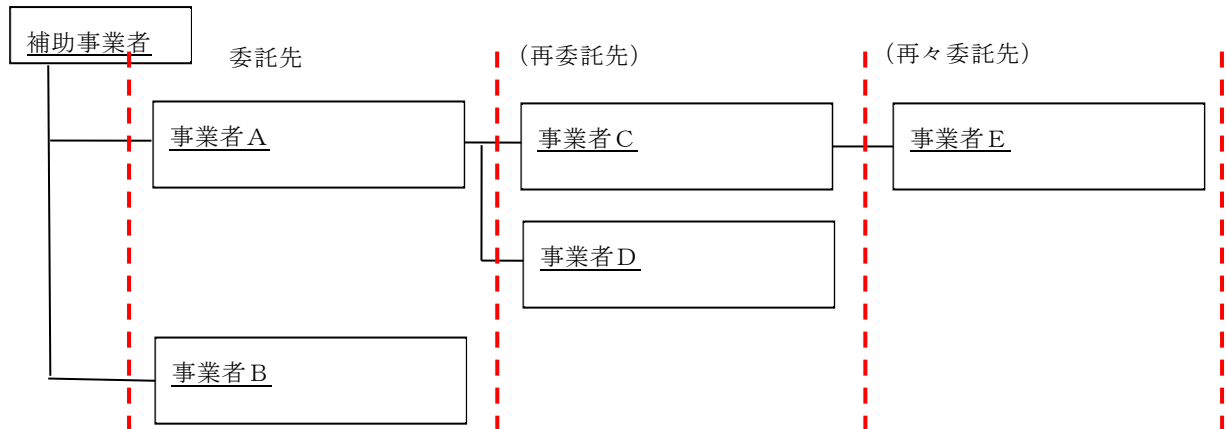 補助事業者
委託先
(再委託先)
(再々委託先)
事業者A
事業者C
事業者E
事業者D
事業者B